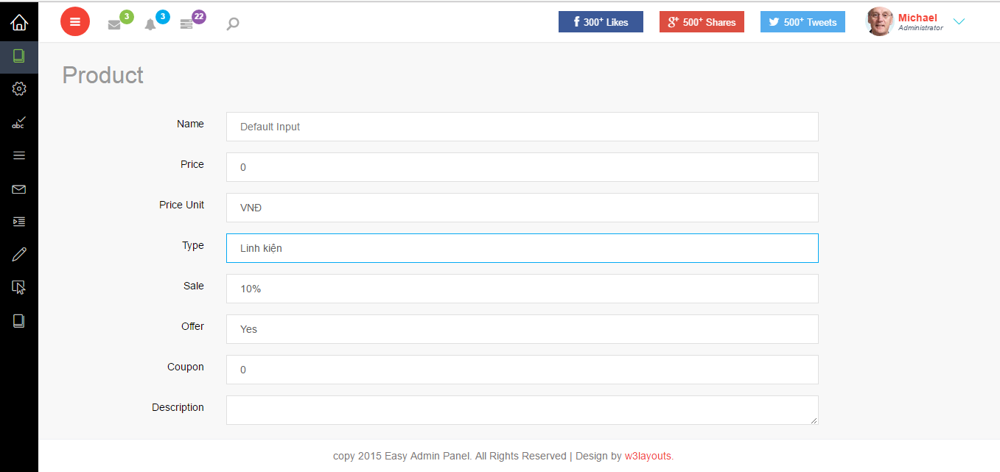 3 3 22 300+ Likes 500+ Shares 500+ Tweets Michael
Administrator
abc
Product
Name Default Input
Price 0
Price Unit VNĐ
Type Linh kiện
Sale 10%
Offer Yes
Coupon 0
Description
copy 2015 Easy Admin Panel. All Rights Reserved | Design by w3layouts.